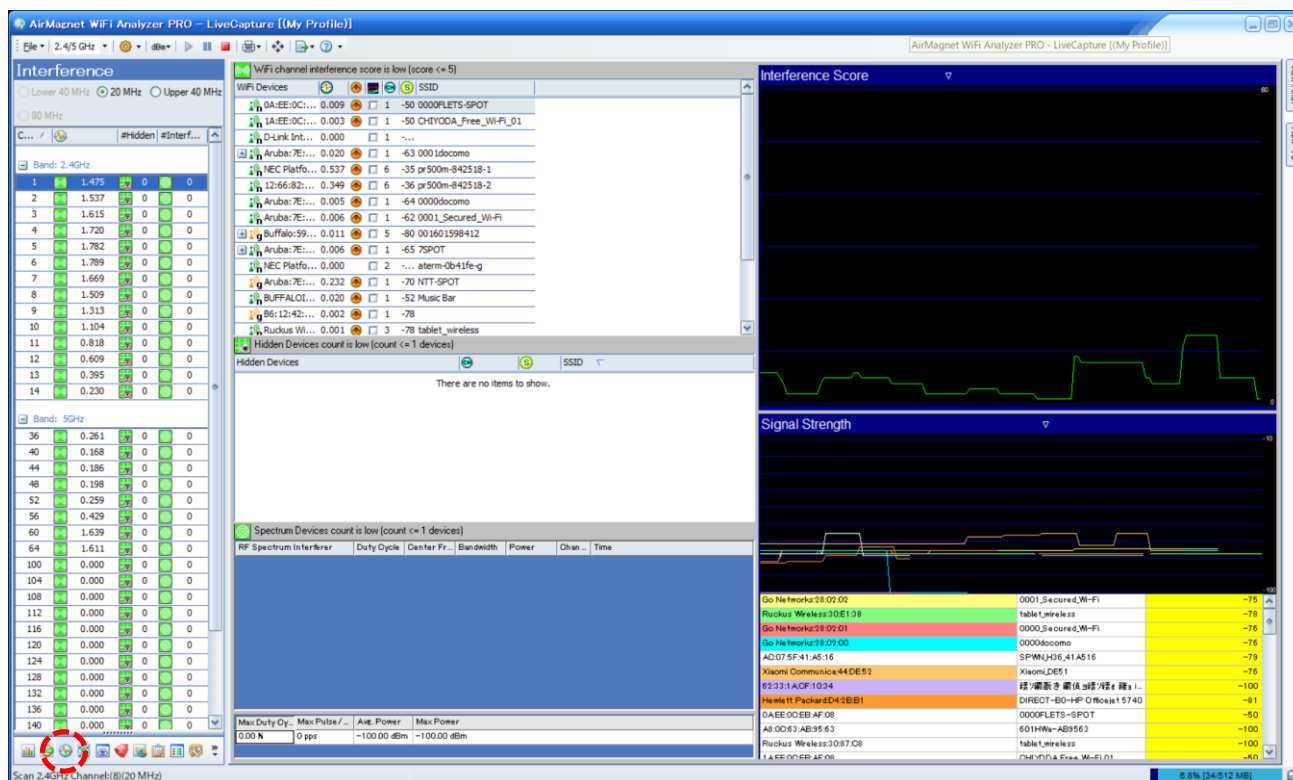 AirMagnet WiFi Analyzer PRO - LiveCapture [(My Profile)]
File 2.4/5 GHz dBm
AirMagnet WiFi Analyzer PRO - LiveCapture [(My Profile)]
Interference
Lower 40 MHz 20 MHz Upper 40 MHz
80 MHz
C... #Hidden #Interf...
Band: 2.4GHz
1 1.475 0 0
2 1.537 0 0
3 1.615 0 0
4 1.720 0 0
5 1.782 0 0
6 1.789 0 0
7 1.669 0 0
8 1.509 0 0
9 1.313 0 0
10 1.104 0 0
11 0.818 0 0
12 0.609 0 0
13 0.395 0 0
14 0.230 0 0
Band: 5GHz
36 0.261 0 0
40 0.168 0 0
44 0.186 0 0
48 0.198 0 0
52 0.259 0 0
56 0.429 0 0
60 1.639 0 0
64 1.611 0 0
100 0.000 0 0
104 0.000 0 0
108 0.000 0 0
112 0.000 0 0
116 0.000 0 0
120 0.000 0 0
124 0.000 0 0
128 0.000 0 0
132 0.000 0 0
136 0.000 0 0
140 0.000 0 0
WiFi channel interference score is low (score <= 5)
WiFi Devices SSID
0A:EE:0C:... 0.009 1 -50 0000FLETS-SPOT
1A:EE:0C:... 0.003 1 -50 CHIYODA_Free_Wi-Fi_01
D-Link Int... 0.000 1 -...
Aruba:7E:... 0.020 1 -63 0001docomo
NEC Platfo... 0.537 6 -35 pr500m-842518-1
12:66:82:... 0.349 6 -36 pr500m-842518-2
Aruba:7E:... 0.005 1 -64 0000docomo
Aruba:7E:... 0.006 1 -62 0001_Secured_Wi-Fi
Buffalo:59... 0.011 5 -80 001601598412
Aruba:7E:... 0.006 1 -65 7SPOT
NEC Platfo... 0.000 2 -... aterm-0b41fe-g
Aruba:7E:... 0.232 1 -70 NTT-SPOT
BUFFALOI... 0.020 1 -52 Music Bar
B6:12:42:... 0.002 1 -78
Ruckus Wi... 0.001 3 -78 tablet_wireless
Hidden Devices count is low (count <= 1 devices)
Hidden Devices SSID
There are no items to show.
Spectrum Devices count is low (count <= 1 devices)
RF Spectrum Interferer Duty Cycle Center Fr... Bandwidth Power Chan... Time
Max Duty Cy... Max Pulse/... Avg. Power Max Power
0.00 % 0 pps -100.00 dBm -100.00 dBm
Interference Score
60
0
Signal Strength
-10
-100
Go Networks:28:02:02 0001_Secured_Wi-Fi -75
Ruckus Wireless:30:E1:38 tablet_wireless -78
Go Networks:28:02:01 0000_Secured_Wi-Fi -76
Go Networks:28:02:00 0000docomo -76
AC:07:5F:41:A5:16 SPWN_H36_41A516 -79
Xiaomi Communica:44:DE:52 Xiaomi_DE51 -76
62:33:1A:CF:10:34 -100
Hewlett Packard:D4:2B:B1 DIRECT-B0-HP Officejet 5740 -81
0A:EE:0C:EB:AF:08 0000FLETS-SPOT -50
A8:0C:63:AB:95:63 601HWa-AB9563 -100
Ruckus Wireless:30:87:C8 tablet_wireless -100
1A:EE:0C:EB:AF:08 CHIYODA_Free_Wi-Fi_01 -50
Scan 2.4GHz Channel:(8)(20 MHz)
6.8% [34/512 MB]